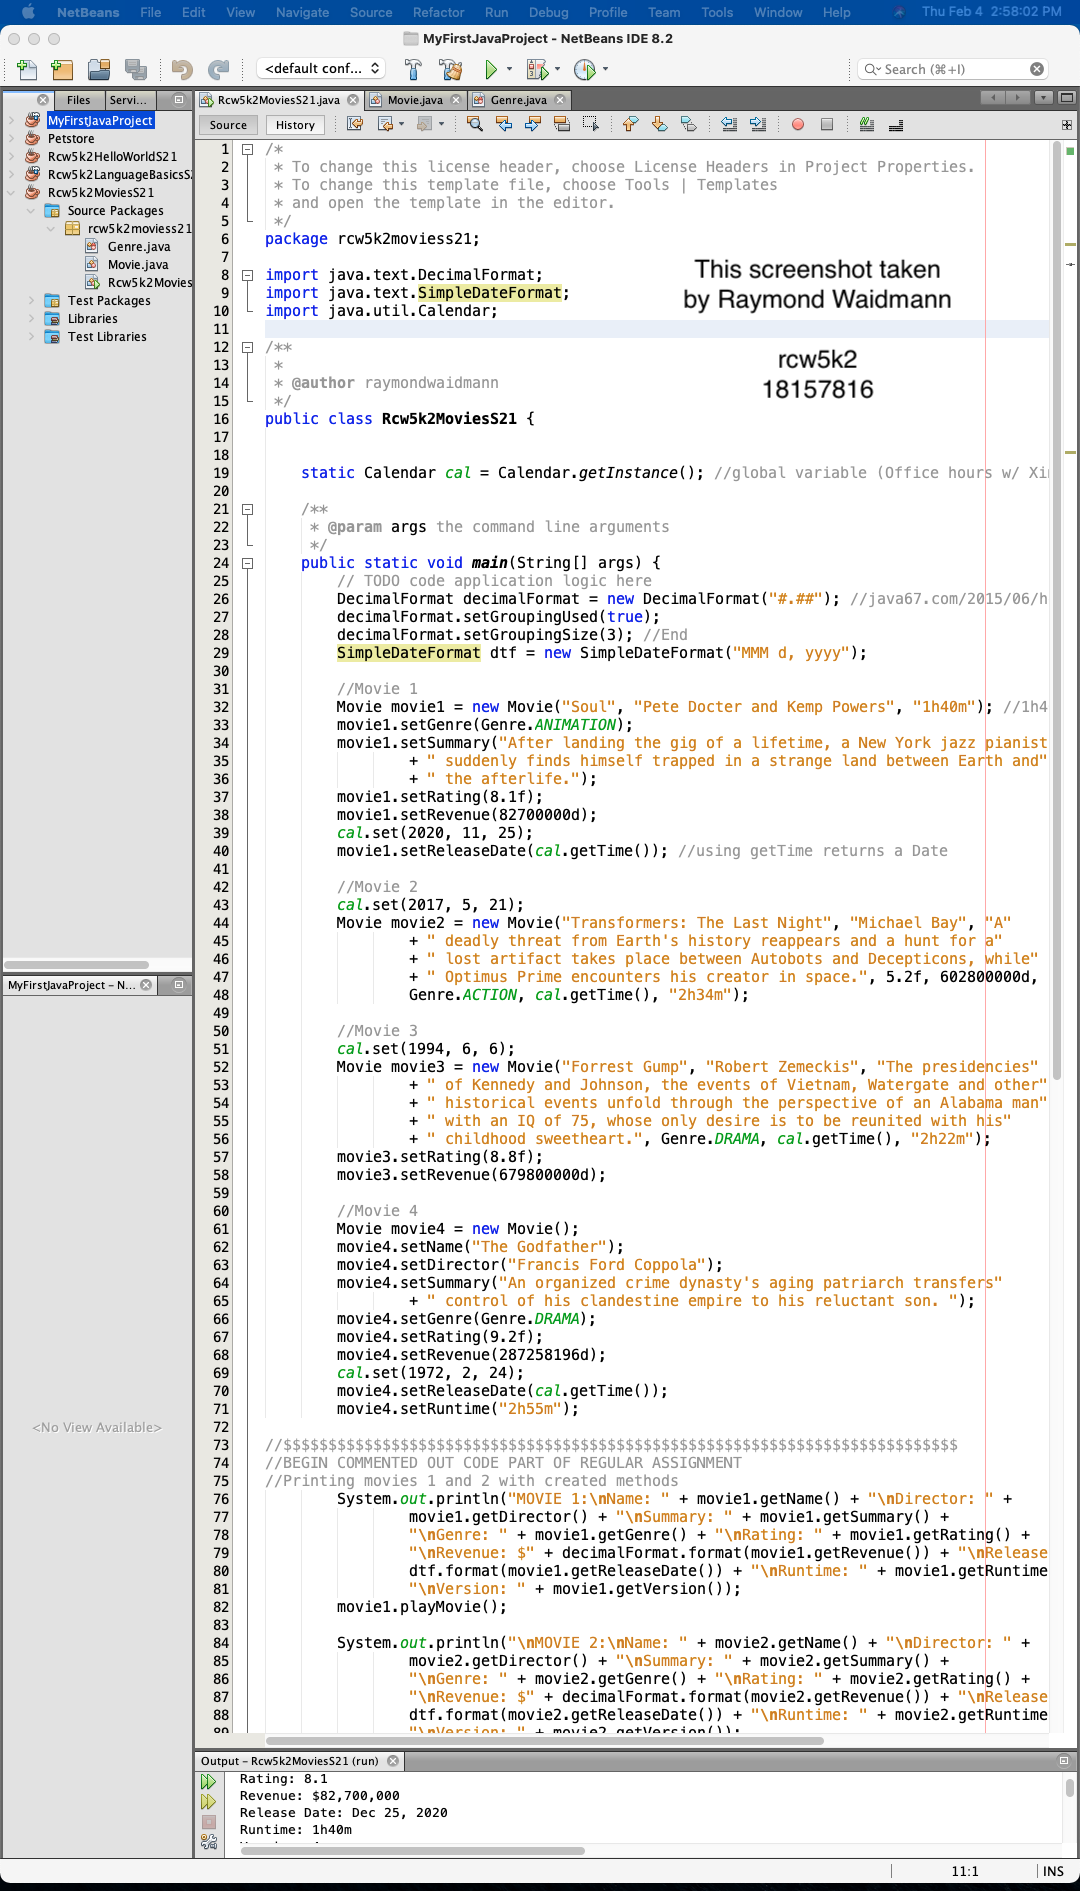 NetBeans File Edit View Navigate Source Refactor Run Debug Profile Team Tools Window Help Thu Feb 4 2:58:02 PM
MyFirstJavaProject - NetBeans IDE 8.2
<default conf... Search (⌘+I)
Files Servi... Rcw5k2MoviesS21.java Movie.java Genre.java
Source History
MyFirstJavaProject
Petstore
Rcw5k2HelloWorldS21
Rcw5k2LanguageBasicsS
Rcw5k2MoviesS21
Source Packages
rcw5k2moviess21
Genre.java
Movie.java
Rcw5k2Movies
Test Packages
Libraries
Test Libraries
MyFirstJavaProject - N...
<No View Available>
1 /*
2 * To change this license header, choose License Headers in Project Properties.
3 * To change this template file, choose Tools | Templates
4 * and open the template in the editor.
5 */
6 package rcw5k2moviess21;
7
8 import java.text.DecimalFormat;
9 import java.text.SimpleDateFormat;
10 import java.util.Calendar;
11
This screenshot taken
by Raymond Waidmann
rcw5k2
18157816
12 /**
13 *
14 * @author raymondwaidmann
15 */
16 public class Rcw5k2MoviesS21 {
17
18
19 static Calendar cal = Calendar.getInstance(); //global variable (Office hours w/ Xi
20
21 /**
22 * @param args the command line arguments
23 */
24 public static void main(String[] args) {
25 // TODO code application logic here
26 DecimalFormat decimalFormat = new DecimalFormat("#.##"); //java67.com/2015/06/h
27 decimalFormat.setGroupingUsed(true);
28 decimalFormat.setGroupingSize(3); //End
29 SimpleDateFormat dtf = new SimpleDateFormat("MMM d, yyyy");
30
31 //Movie 1
32 Movie movie1 = new Movie("Soul", "Pete Docter and Kemp Powers", "1h40m"); //1h4
33 movie1.setGenre(Genre.ANIMATION);
34 movie1.setSummary("After landing the gig of a lifetime, a New York jazz pianist
35 + " suddenly finds himself trapped in a strange land between Earth and"
36 + " the afterlife.");
37 movie1.setRating(8.1f);
38 movie1.setRevenue(82700000d);
39 cal.set(2020, 11, 25);
40 movie1.setReleaseDate(cal.getTime()); //using getTime returns a Date
41
42 //Movie 2
43 cal.set(2017, 5, 21);
44 Movie movie2 = new Movie("Transformers: The Last Night", "Michael Bay", "A"
45 + " deadly threat from Earth's history reappears and a hunt for a"
46 + " lost artifact takes place between Autobots and Decepticons, while"
47 + " Optimus Prime encounters his creator in space.", 5.2f, 602800000d,
48 Genre.ACTION, cal.getTime(), "2h34m");
49
50 //Movie 3
51 cal.set(1994, 6, 6);
52 Movie movie3 = new Movie("Forrest Gump", "Robert Zemeckis", "The presidencies"
53 + " of Kennedy and Johnson, the events of Vietnam, Watergate and other"
54 + " historical events unfold through the perspective of an Alabama man"
55 + " with an IQ of 75, whose only desire is to be reunited with his"
56 + " childhood sweetheart.", Genre.DRAMA, cal.getTime(), "2h22m");
57 movie3.setRating(8.8f);
58 movie3.setRevenue(679800000d);
59
60 //Movie 4
61 Movie movie4 = new Movie();
62 movie4.setName("The Godfather");
63 movie4.setDirector("Francis Ford Coppola");
64 movie4.setSummary("An organized crime dynasty's aging patriarch transfers"
65 + " control of his clandestine empire to his reluctant son. ");
66 movie4.setGenre(Genre.DRAMA);
67 movie4.setRating(9.2f);
68 movie4.setRevenue(287258196d);
69 cal.set(1972, 2, 24);
70 movie4.setReleaseDate(cal.getTime());
71 movie4.setRuntime("2h55m");
72
73 //$$$$$$$$$$$$$$$$$$$$$$$$$$$$$$$$$$$$$$$$$$$$$$$$$$$$$$$$$$$$$$$$$$$$$$$$$$$
74 //BEGIN COMMENTED OUT CODE PART OF REGULAR ASSIGNMENT
75 //Printing movies 1 and 2 with created methods
76 System.out.println("MOVIE 1:\nName: " + movie1.getName() + "\nDirector: " +
77 movie1.getDirector() + "\nSummary: " + movie1.getSummary() +
78 "\nGenre: " + movie1.getGenre() + "\nRating: " + movie1.getRating() +
79 "\nRevenue: $" + decimalFormat.format(movie1.getRevenue()) + "\nRelease
80 dtf.format(movie1.getReleaseDate()) + "\nRuntime: " + movie1.getRuntime
81 "\nVersion: " + movie1.getVersion());
82 movie1.playMovie();
83
84 System.out.println("\nMOVIE 2:\nName: " + movie2.getName() + "\nDirector: " +
85 movie2.getDirector() + "\nSummary: " + movie2.getSummary() +
86 "\nGenre: " + movie2.getGenre() + "\nRating: " + movie2.getRating() +
87 "\nRevenue: $" + decimalFormat.format(movie2.getRevenue()) + "\nRelease
88 dtf.format(movie2.getReleaseDate()) + "\nRuntime: " + movie2.getRuntime
89 "\nVersion: " + movie2.getVersion());
Output - Rcw5k2MoviesS21 (run)
Rating: 8.1
Revenue: $82,700,000
Release Date: Dec 25, 2020
Runtime: 1h40m
11:1 INS